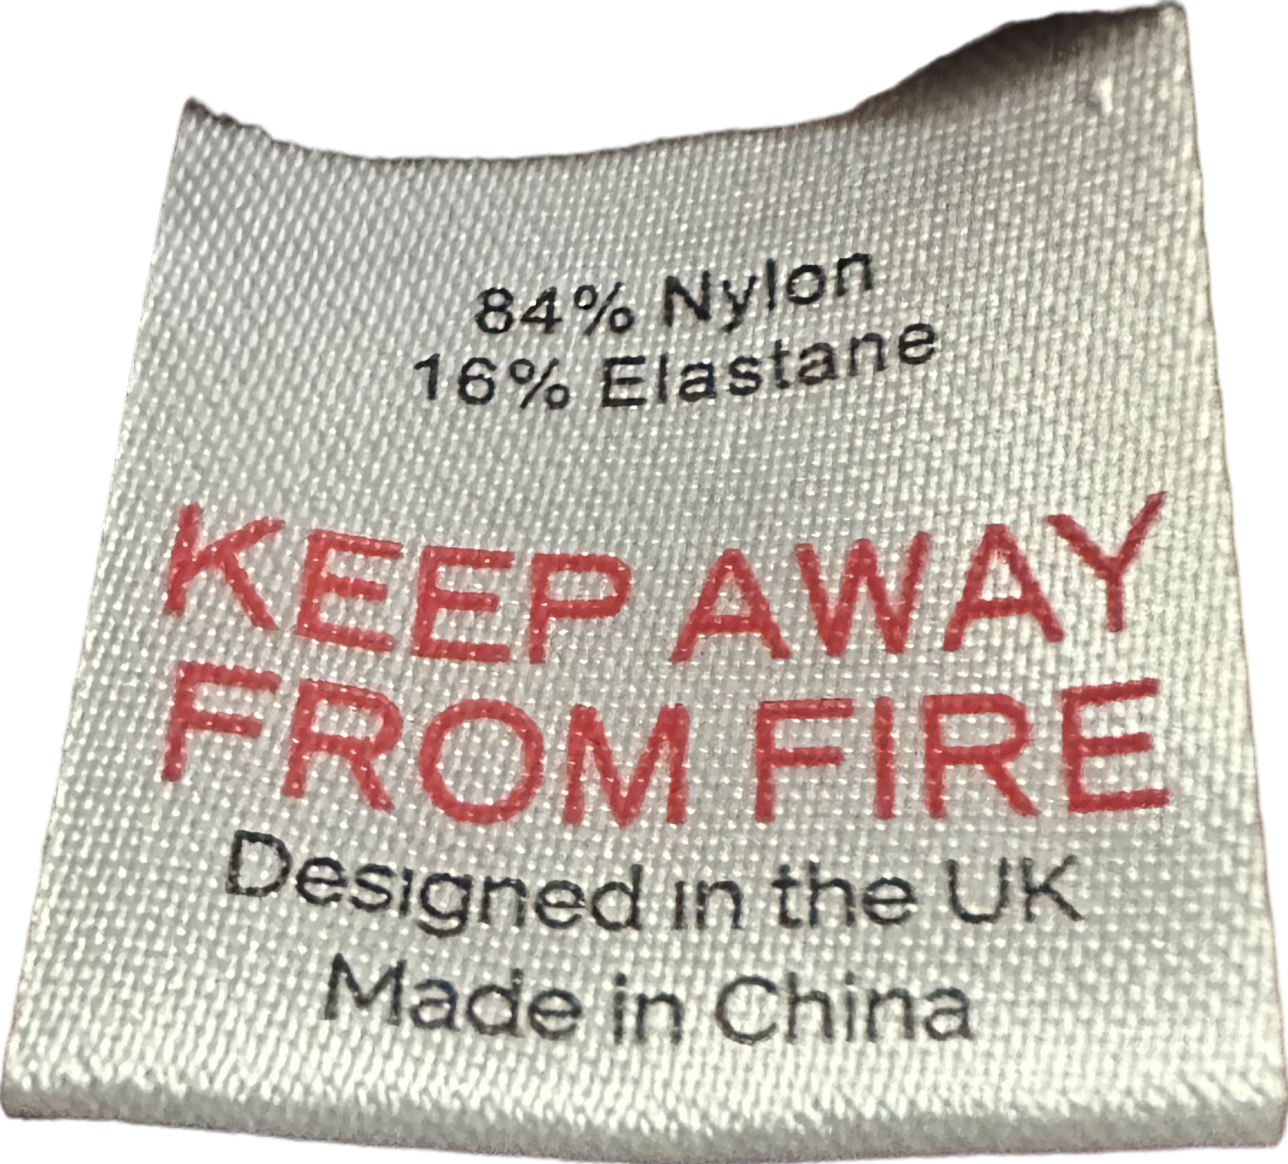 84% Nylon
16% Elastane
KEEP AWAY
FROM FIRE
Designed in the UK
Made in China